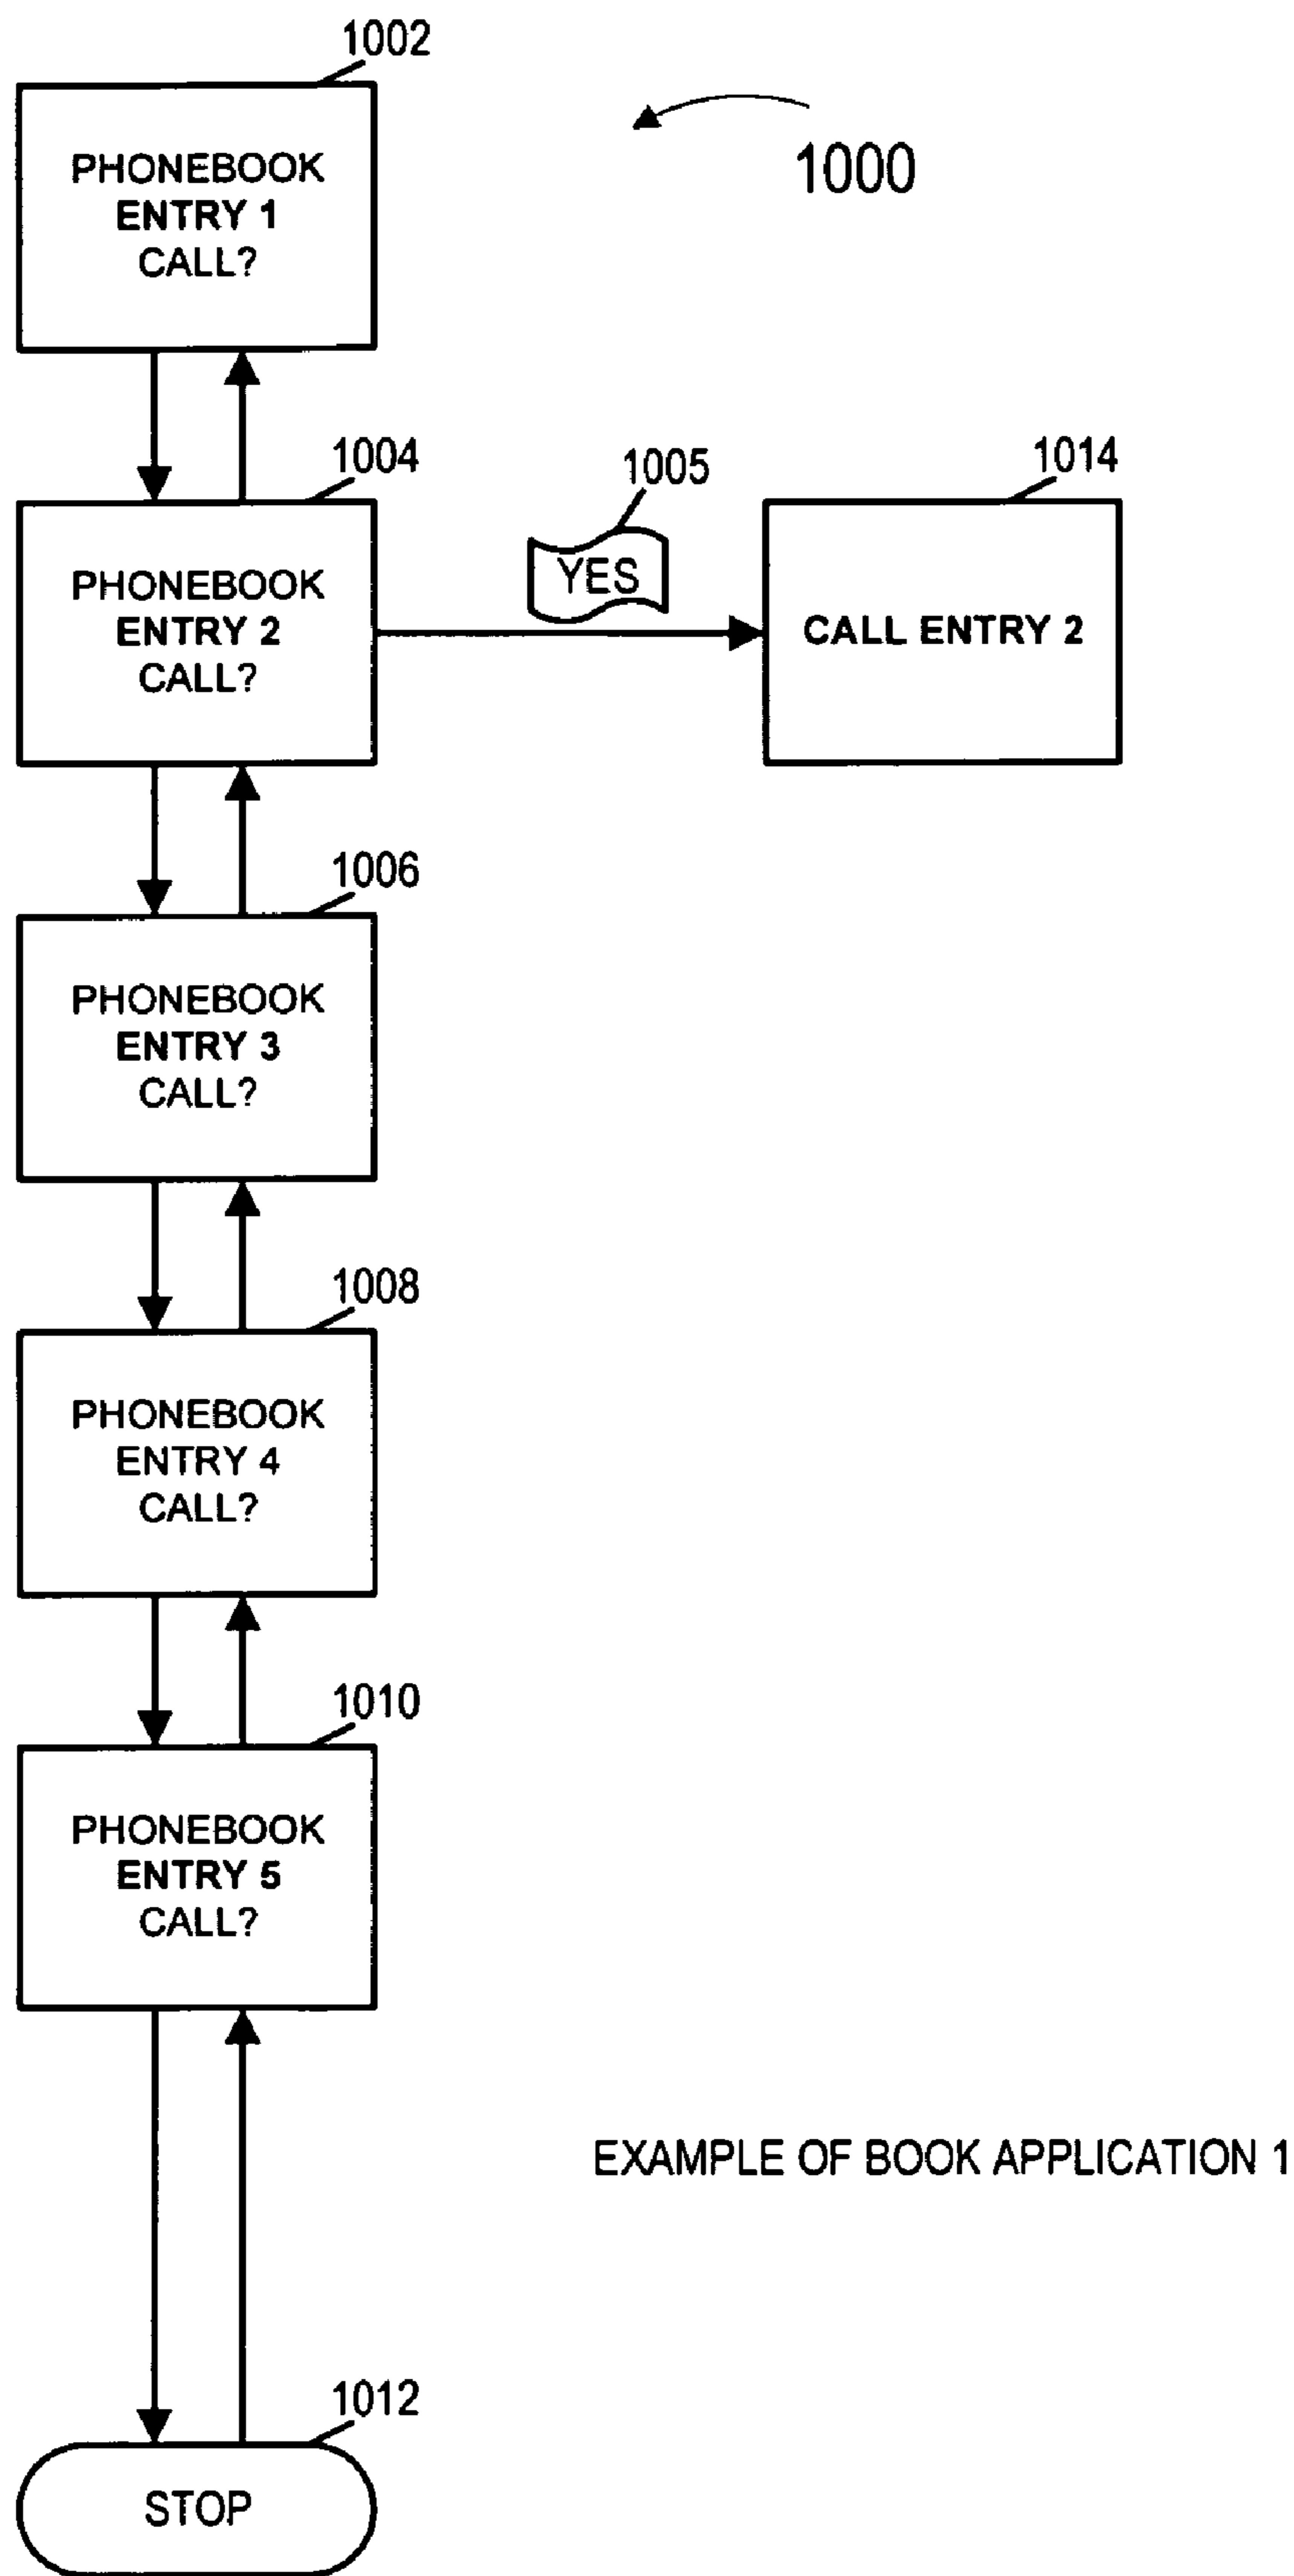 1002
1000
PHONEBOOK
ENTRY 1
CALL?
1004
1005
1014
PHONEBOOK
ENTRY 2
CALL?
YES
CALL ENTRY 2
1006
PHONEBOOK
ENTRY 3
CALL?
1008
PHONEBOOK
ENTRY 4
CALL?
1010
PHONEBOOK
ENTRY 5
CALL?
EXAMPLE OF BOOK APPLICATION 1
1012
STOP